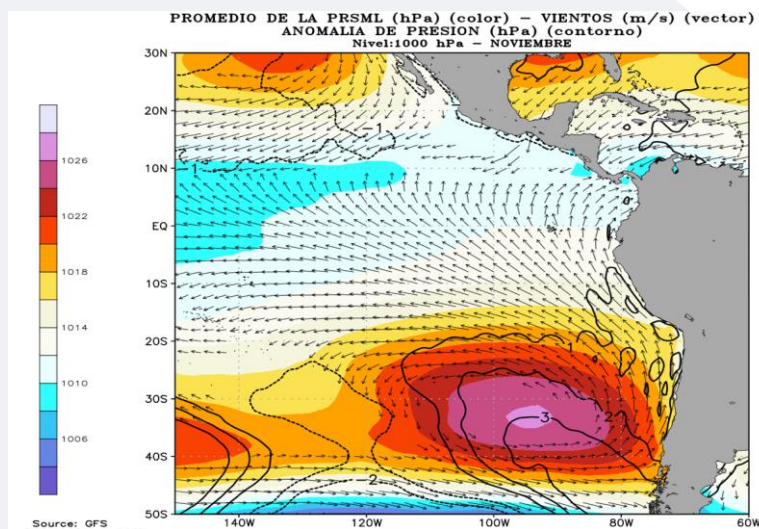 PROMEDIO DE LA PRSML (hPa) (color) – VIENTOS (m/s) (vector)
ANOMALIA DE PRESION (hPa) (contorno)
Nivel:1000 hPa – NOVIEMBRE
30N
20N
10N
EQ
10S
20S
30S
40S
50S
140W
120W
100W
80W
60W
1026
1022
1018
1014
1010
1006
-1
-1
1
2
3
2
Source: GFS